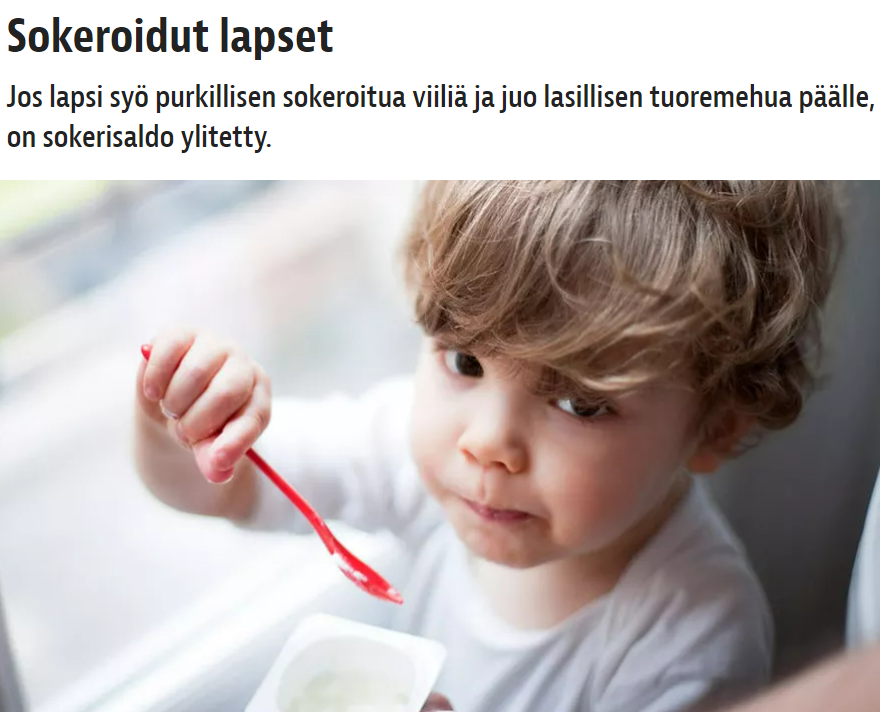 Sokeroidut lapset
Jos lapsi syö purkillisen sokeroitua viiliä ja juo lasillisen tuoremehua päälle,
on sokerisaldo ylitetty.